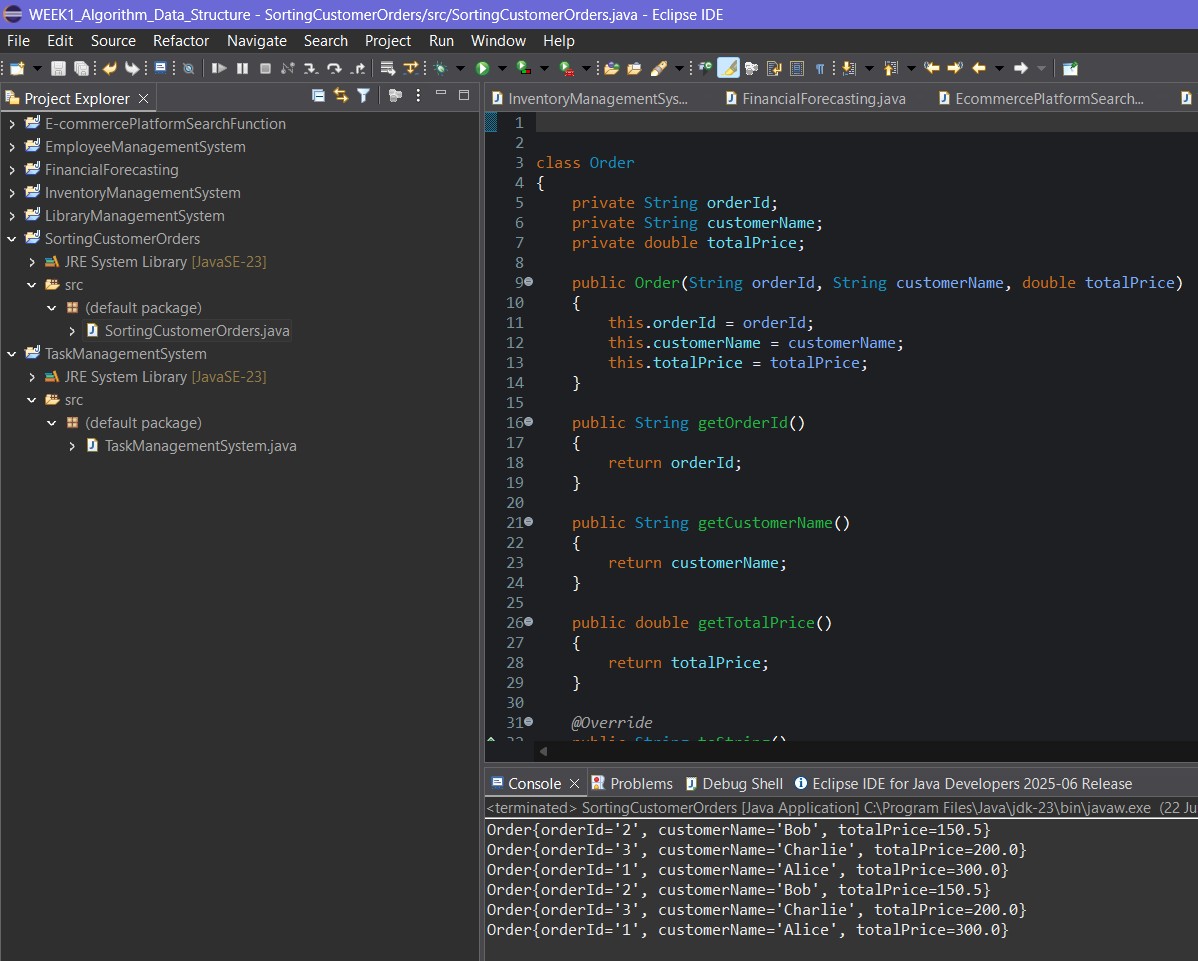 WEEK1_Algorithm_Data_Structure - SortingCustomerOrders/src/SortingCustomerOrders.java - Eclipse IDE
File Edit Source Refactor Navigate Search Project Run Window Help
Project Explorer
E-commercePlatformSearchFunction
EmployeeManagementSystem
FinancialForecasting
InventoryManagementSystem
LibraryManagementSystem
SortingCustomerOrders
JRE System Library [JavaSE-23]
src
(default package)
SortingCustomerOrders.java
TaskManagementSystem
JRE System Library [JavaSE-23]
src
(default package)
TaskManagementSystem.java
InventoryManagementSys... FinancialForecasting.java EcommercePlatformSearch...
1
2
3 class Order
4 {
5 private String orderId;
6 private String customerName;
7 private double totalPrice;
8
9 public Order(String orderId, String customerName, double totalPrice)
10 {
11 this.orderId = orderId;
12 this.customerName = customerName;
13 this.totalPrice = totalPrice;
14 }
15
16 public String getOrderId()
17 {
18 return orderId;
19 }
20
21 public String getCustomerName()
22 {
23 return customerName;
24 }
25
26 public double getTotalPrice()
27 {
28 return totalPrice;
29 }
30
31 @Override
32 public String toString()
Console Problems Debug Shell Eclipse IDE for Java Developers 2025-06 Release
<terminated> SortingCustomerOrders [Java Application] C:\Program Files\Java\jdk-23\bin\javaw.exe (22 Ju
Order{orderId='2', customerName='Bob', totalPrice=150.5}
Order{orderId='3', customerName='Charlie', totalPrice=200.0}
Order{orderId='1', customerName='Alice', totalPrice=300.0}
Order{orderId='2', customerName='Bob', totalPrice=150.5}
Order{orderId='3', customerName='Charlie', totalPrice=200.0}
Order{orderId='1', customerName='Alice', totalPrice=300.0}